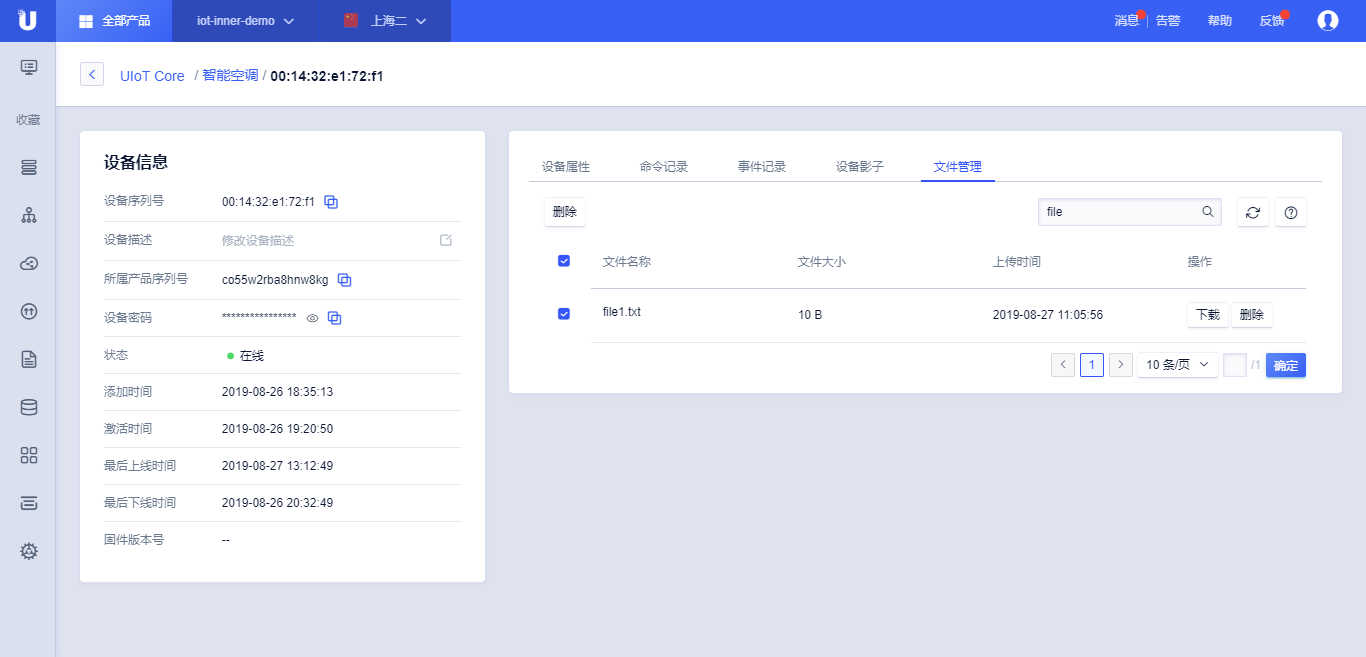 全部产品 iot-inner-demo 上海二 消息 告警 帮助 反馈
收藏
UIoT Core / 智能空调 / 00:14:32:e1:72:f1
设备信息
设备序列号 00:14:32:e1:72:f1
设备描述 修改设备描述
所属产品序列号 co55w2rba8hnw8kg
设备密码 ****************
状态 在线
添加时间 2019-08-26 18:35:13
激活时间 2019-08-26 19:20:50
最后上线时间 2019-08-27 13:12:49
最后下线时间 2019-08-26 20:32:49
固件版本号 --
设备属性 命令记录 事件记录 设备影子 文件管理
删除 file
文件名称 文件大小 上传时间 操作
file1.txt 10 B 2019-08-27 11:05:56 下载 删除
1 10 条/页 /1 确定